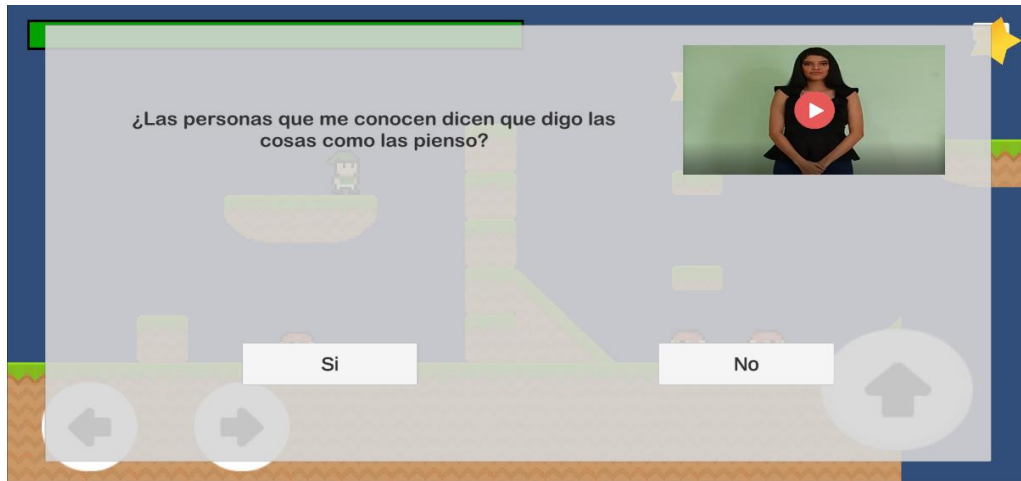 ¿Las personas que me conocen dicen que digo las
cosas como las pienso?
Si
No